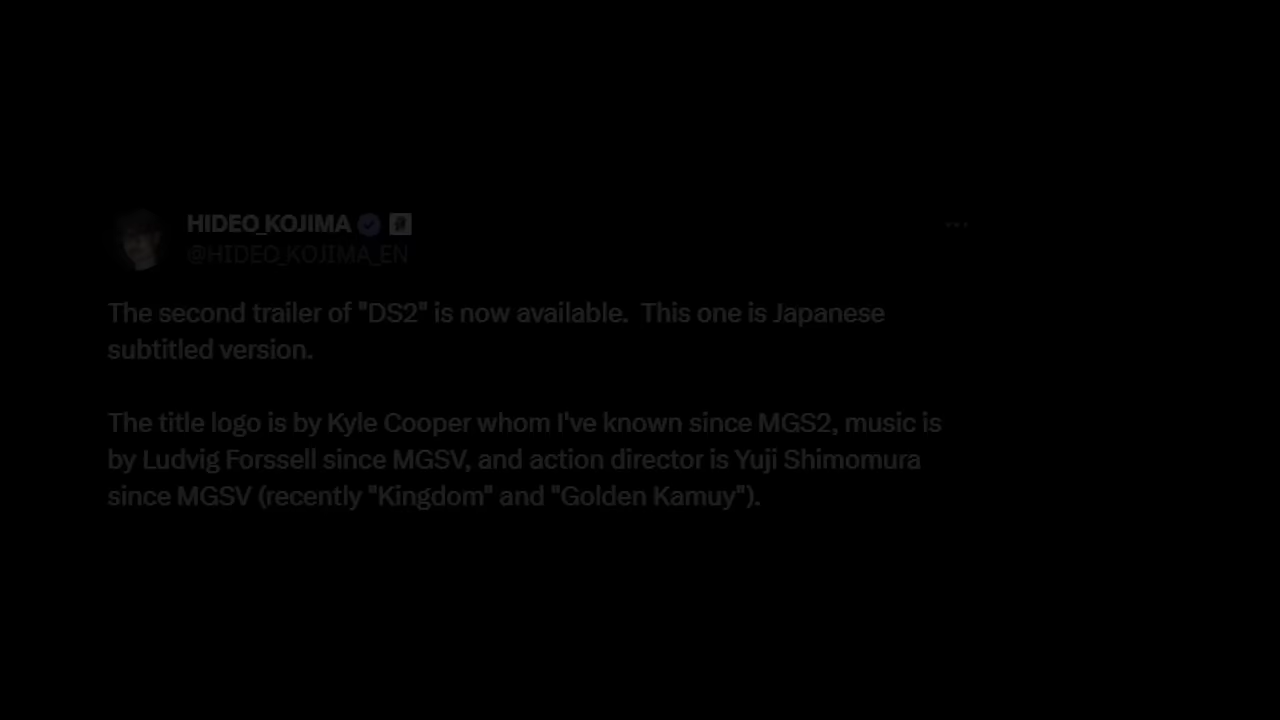 HIDEO_KOJIMA
@HIDEO_KOJIMA_EN
The second trailer of "DS2" is now available.  This one is Japanese
subtitled version.
The title logo is by Kyle Cooper whom I've known since MGS2, music is
by Ludvig Forssell since MGSV, and action director is Yuji Shimomura
since MGSV (recently "Kingdom" and "Golden Kamuy").